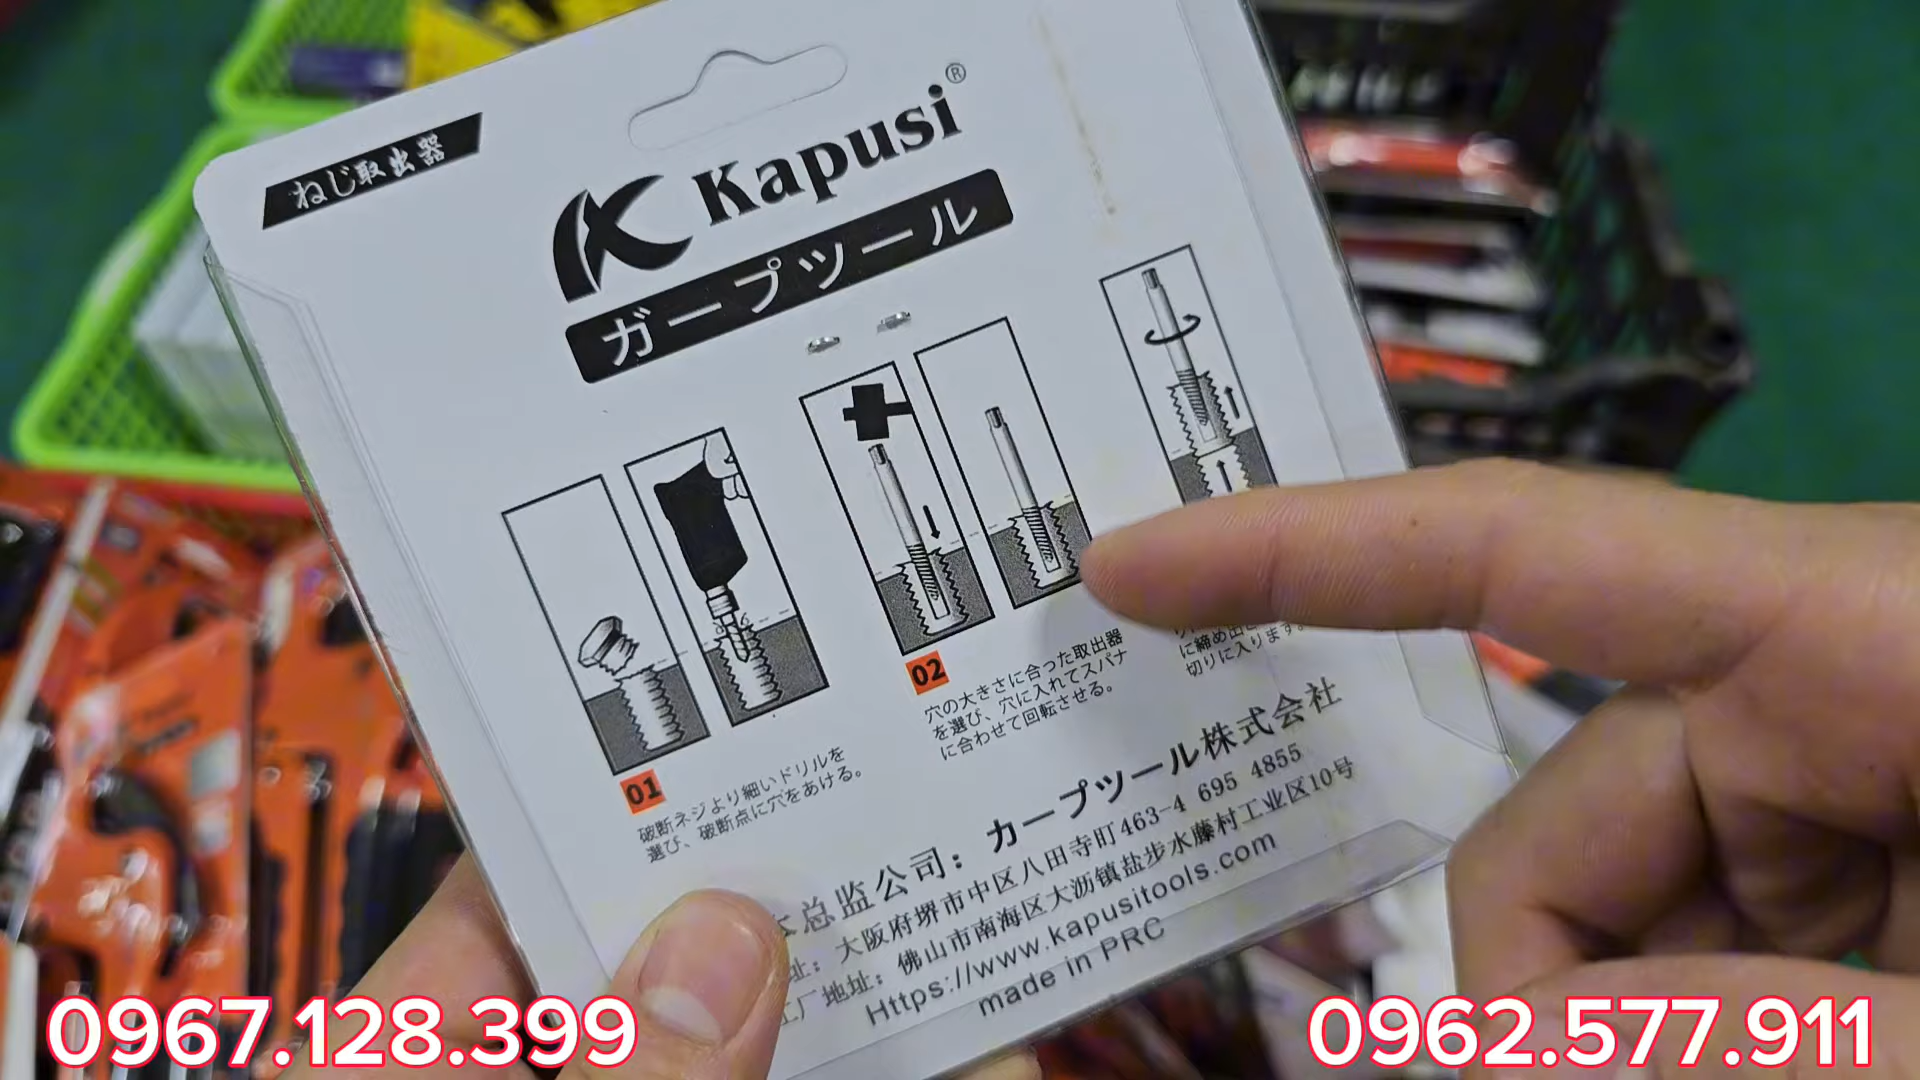 ねじ取出器
Kapusi®
ガープツール
01
破断ネジより細いドリルを
選び、破断点に穴をあける。
02
穴の大きさに合った取出器
を選び、穴に入れてスパナ
に合わせて回転させる。
に締め出
切りに入ります。
总监公司：カープツール株式会社
址：大阪府堺市中区八田寺町463-4 695 4855
厂地址：佛山市南海区大沥镇盐步水藤村工业区10号
Https://www.kapusitools.com
made in PRC
0967.128.399
0962.577.911